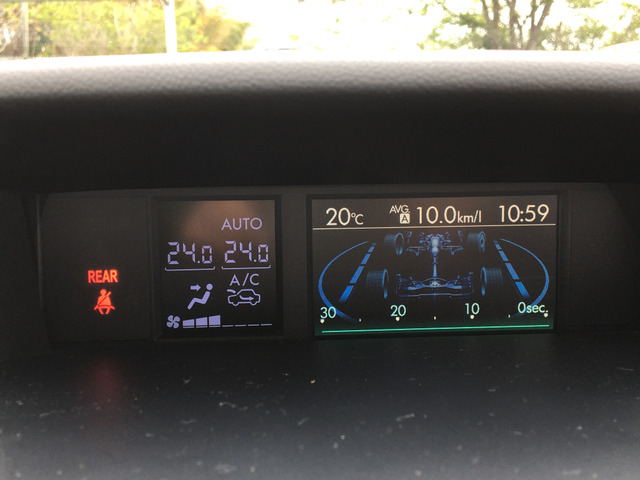 REAR
AUTO
24.0 24.0
A/C
20°C AVG. A 10.0km/l 10:59
30 20 10 0sec.